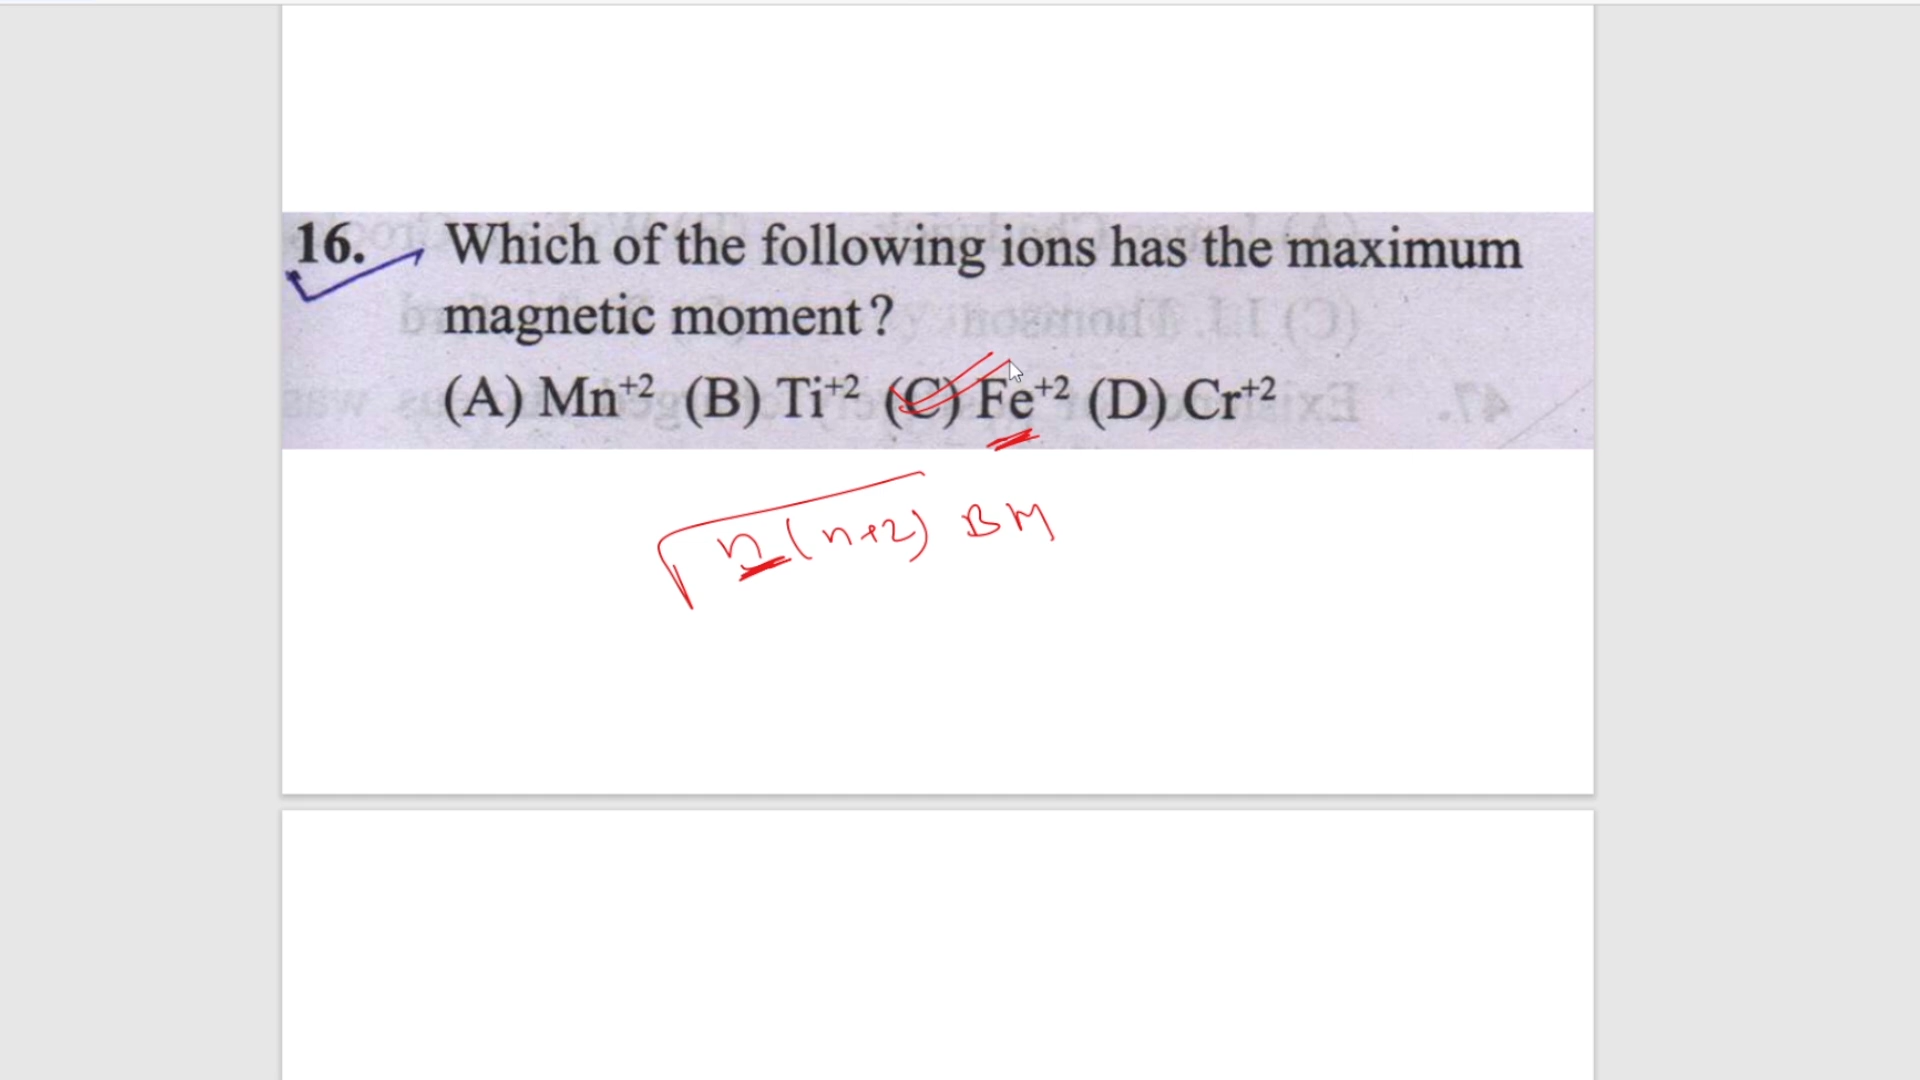 16. Which of the following ions has the maximum
magnetic moment?
(A) Mn⁺² (B) Ti⁺² (C) Fe⁺² (D) Cr⁺²
√n(n+2) BM